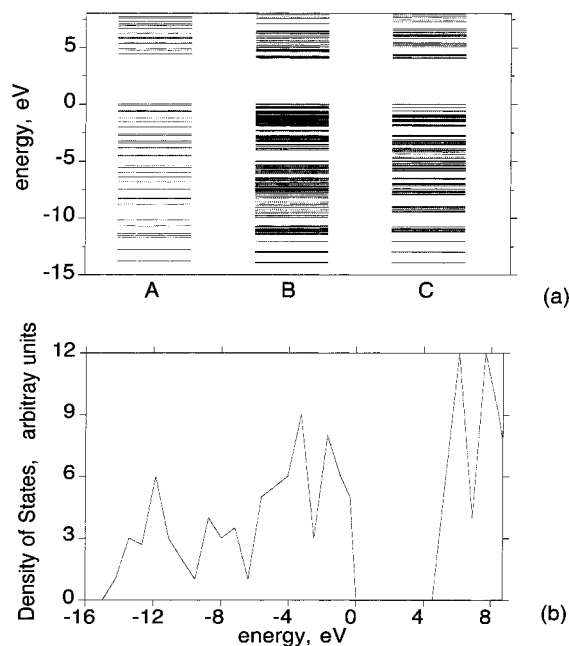 5
0
-5
-10
-15
energy, eV
A B C
(a)
12
9
6
3
0
Density of States, arbitray units
-16 -12 -8 -4 0 4 8
energy, eV
(b)